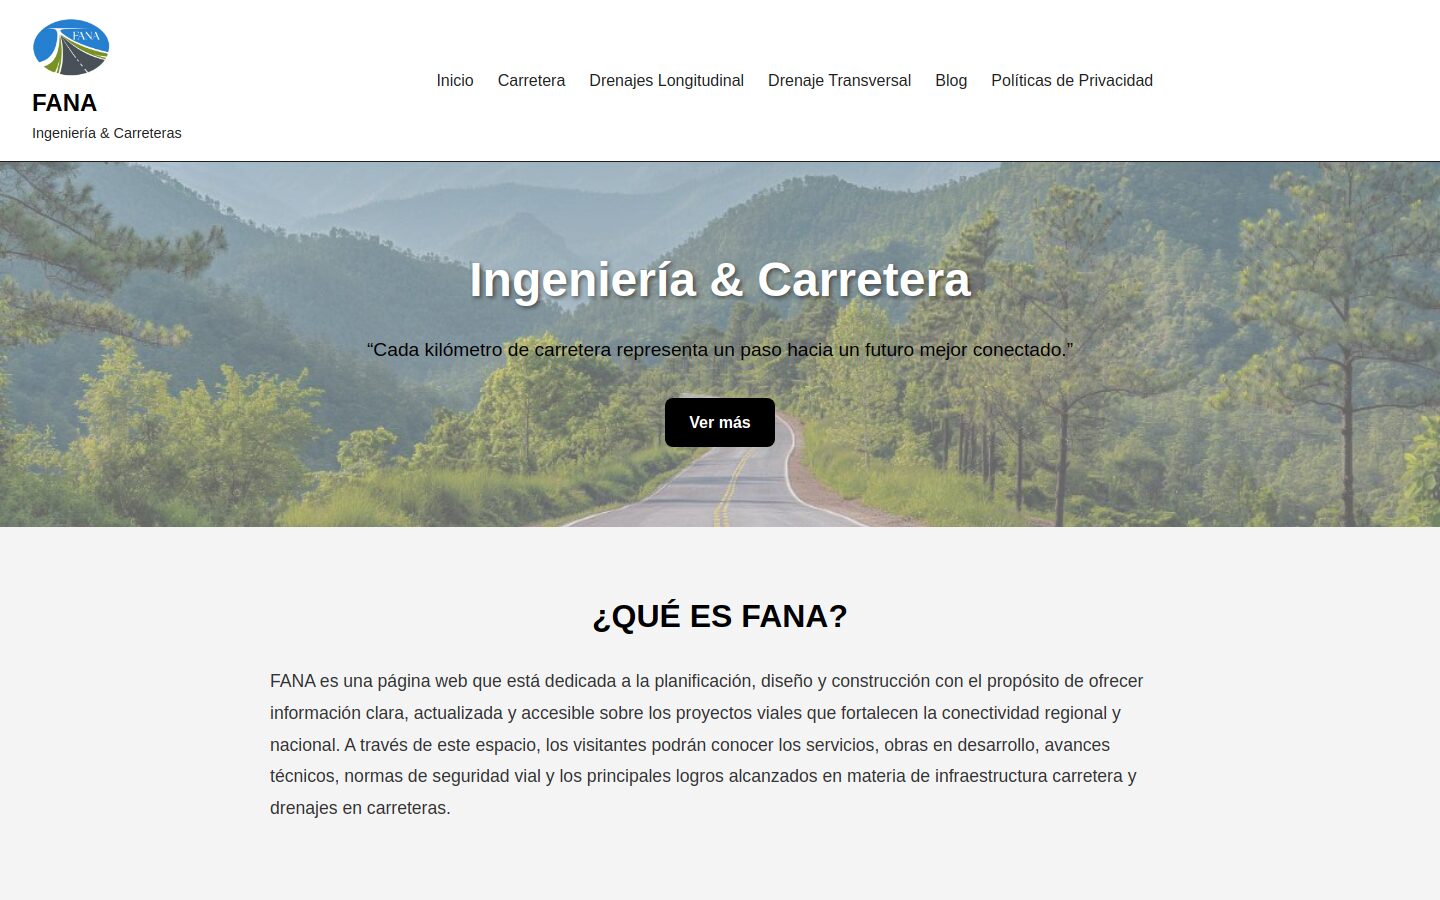 FANA
FANA
Ingeniería & Carreteras
Inicio
Carretera
Drenajes Longitudinal
Drenaje Transversal
Blog
Políticas de Privacidad
Ingeniería & Carretera
“Cada kilómetro de carretera representa un paso hacia un futuro mejor conectado.”
Ver más
¿QUÉ ES FANA?
FANA es una página web que está dedicada a la planificación, diseño y construcción con el propósito de ofrecer
información clara, actualizada y accesible sobre los proyectos viales que fortalecen la conectividad regional y
nacional. A través de este espacio, los visitantes podrán conocer los servicios, obras en desarrollo, avances
técnicos, normas de seguridad vial y los principales logros alcanzados en materia de infraestructura carretera y
drenajes en carreteras.